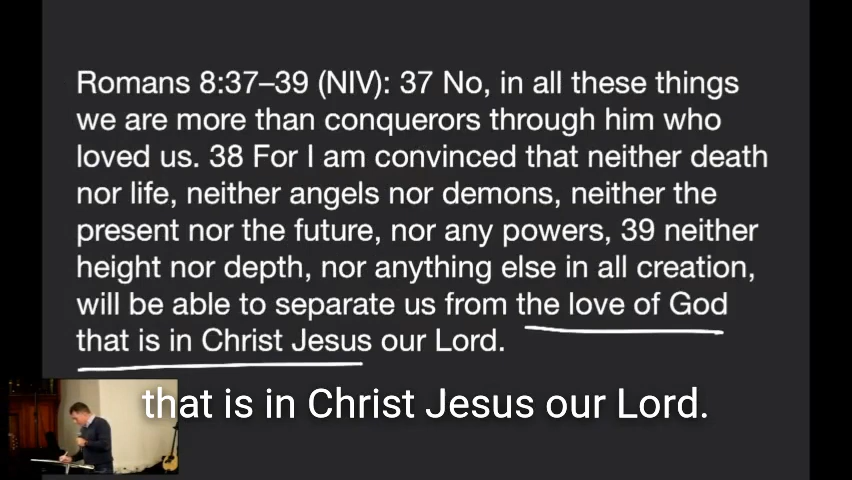 Romans 8:37–39 (NIV): 37 No, in all these things
we are more than conquerors through him who
loved us. 38 For I am convinced that neither death
nor life, neither angels nor demons, neither the
present nor the future, nor any powers, 39 neither
height nor depth, nor anything else in all creation,
will be able to separate us from the love of God
that is in Christ Jesus our Lord.
that is in Christ Jesus our Lord.